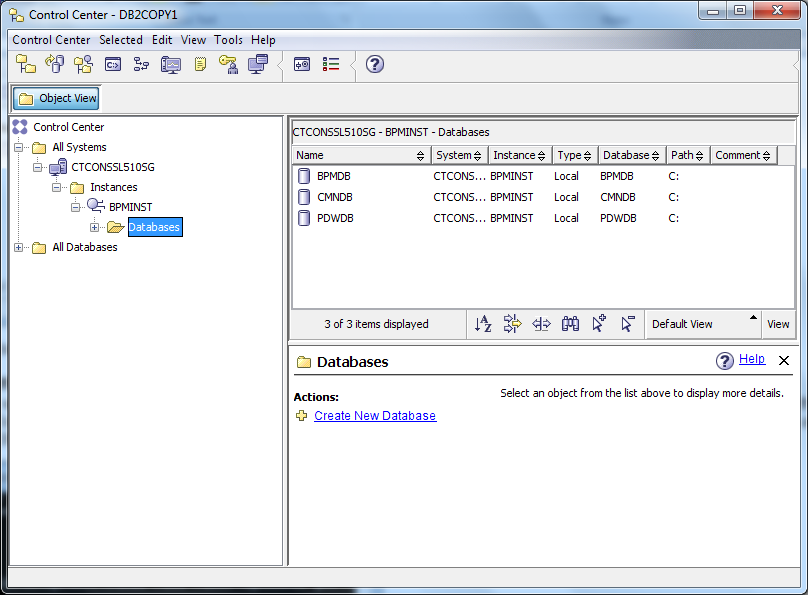 Control Center - DB2COPY1
Control Center Selected Edit View Tools Help
Object View
Control Center
All Systems
CTCONSSL510SG
Instances
BPMINST
Databases
All Databases
CTCONSSL510SG - BPMINST - Databases
Name System Instance Type Database Path Comment
BPMDB CTCONS... BPMINST Local BPMDB C:
CMNDB CTCONS... BPMINST Local CMNDB C:
PDWDB CTCONS... BPMINST Local PDWDB C:
3 of 3 items displayed Default View View
Databases Help
Actions: Select an object from the list above to display more details.
Create New Database